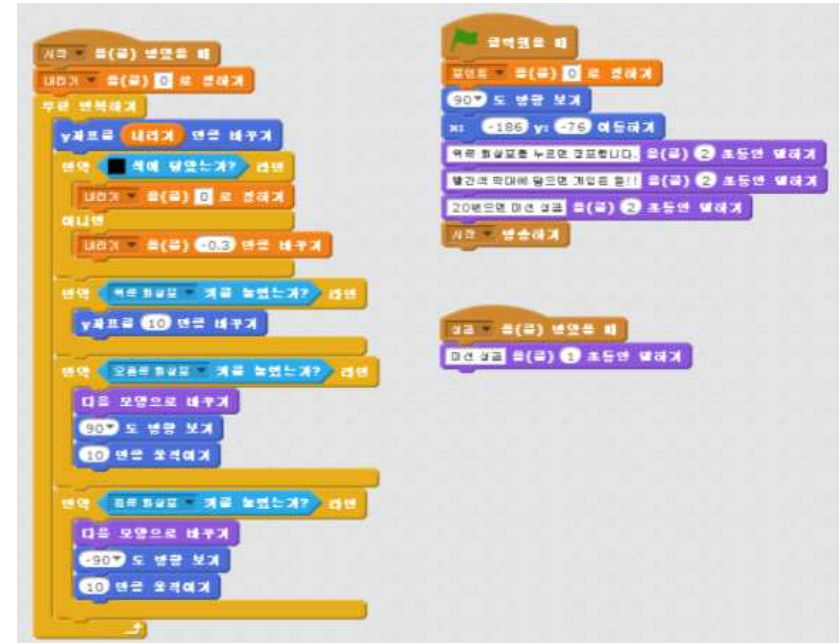 시작 을(를) 받았을 때
내리기 을(를) 0 로 정하기
무한 반복하기
y좌표를 내리기 만큼 바꾸기
만약 색에 닿았는가? 라면
내리기 을(를) 0 로 정하기
아니면
내리기 을(를) -0.3 만큼 바꾸기
만약 위쪽 화살표 키를 눌렀는가? 라면
y좌표를 10 만큼 바꾸기
만약 오른쪽 화살표 키를 눌렀는가? 라면
다음 모양으로 바꾸기
90 도 방향 보기
10 만큼 움직이기
만약 왼쪽 화살표 키를 눌렀는가? 라면
다음 모양으로 바꾸기
-90 도 방향 보기
10 만큼 움직이기
클릭했을 때
포인트 을(를) 0 로 정하기
90 도 방향 보기
x: -186 y: -76 이동하기
위쪽 화살표를 누르면 점프합니다. 을(를) 2 초동안 말하기
빨간색 막대에 닿으면 게임은 끝!! 을(를) 2 초동안 말하기
20번으면 미션 성공 을(를) 2 초동안 말하기
시작 방송하기
성공 을(를) 받았을 때
미션 성공 을(를) 1 초동안 말하기